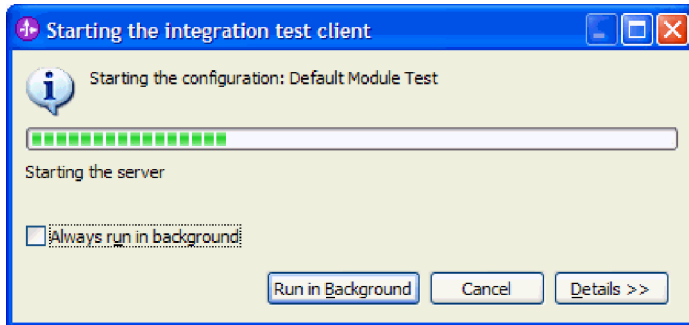 Starting the integration test client
Starting the configuration: Default Module Test
Starting the server
Always run in background
Run in Background Cancel Details >>